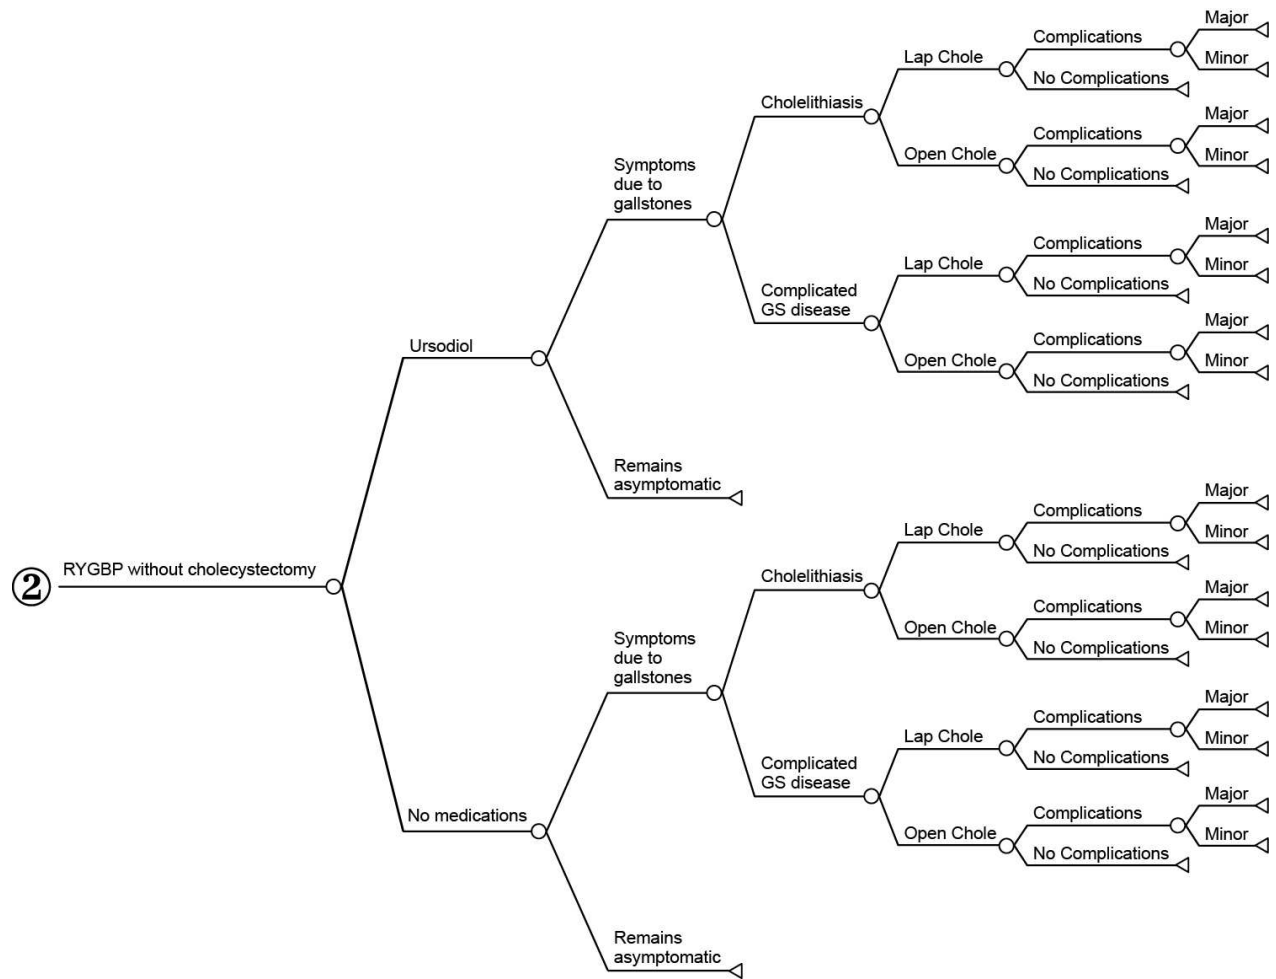 Major
Complications
Lap Chole
Minor
No Complications
Cholelithiasis
Major
Complications
Open Chole
Minor
No Complications
Symptoms
due to
gallstones
Major
Complications
Lap Chole
Minor
No Complications
Complicated
GS disease
Major
Complications
Open Chole
Minor
No Complications
Ursodiol
Remains
asymptomatic
② RYGBP without cholecystectomy
Major
Complications
Lap Chole
Minor
No Complications
Cholelithiasis
Major
Complications
Open Chole
Minor
No Complications
Symptoms
due to
gallstones
Major
Complications
Lap Chole
Minor
No Complications
Complicated
GS disease
Major
Complications
Open Chole
Minor
No Complications
No medications
Remains
asymptomatic